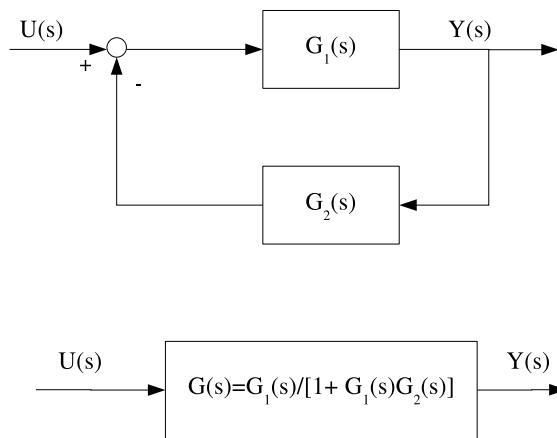 U(s)
+
-
G₁(s)
Y(s)
G₂(s)
U(s)
G(s)=G₁(s)/[1+ G₁(s)G₂(s)]
Y(s)